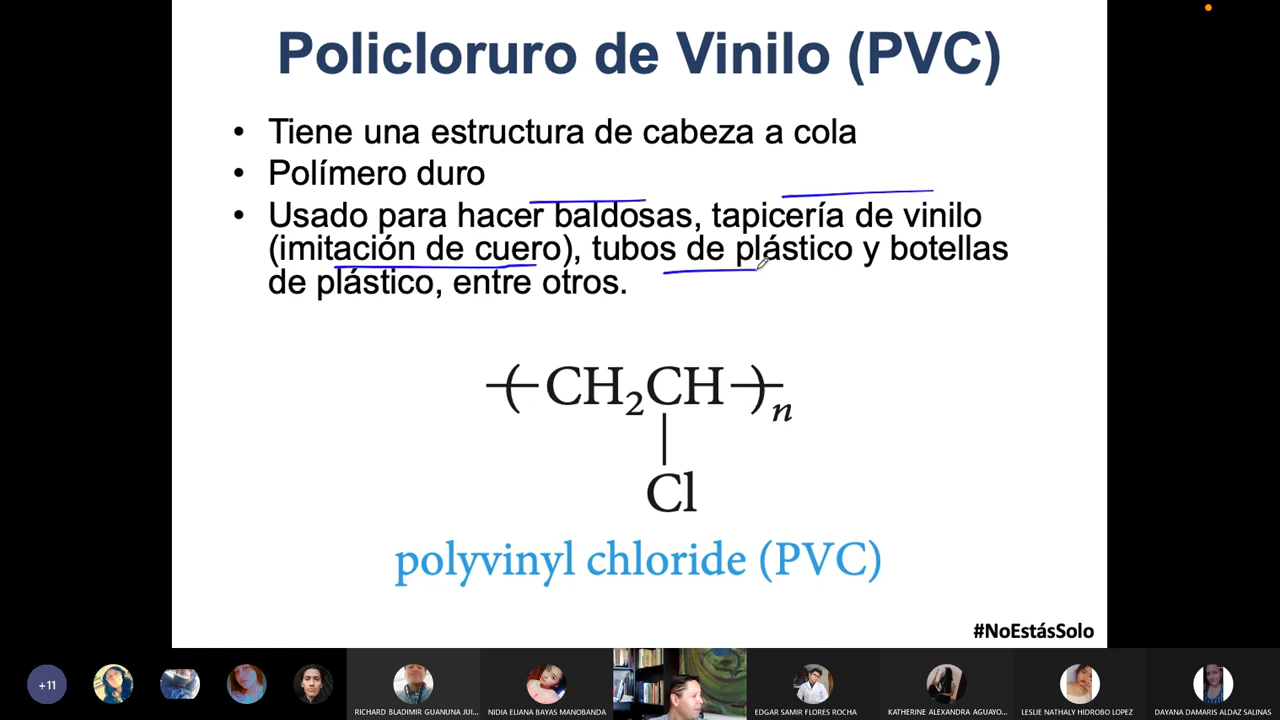 Policloruro de Vinilo (PVC)
• Tiene una estructura de cabeza a cola
• Polímero duro
• Usado para hacer baldosas, tapicería de vinilo
(imitación de cuero), tubos de plástico y botellas
de plástico, entre otros.
CH₂CH
n
Cl
polyvinyl chloride (PVC)
#NoEstásSolo
+11
RICHARD BLADIMIR GUANUNA JUI...
NIDIA ELIANA BAYAS MANOBANDA
EDGAR SAMIR FLORES ROCHA
KATHERINE ALEXANDRA AGUAYO...
LESLIE NATHALY HIDROBO LOPEZ
DAYANA DAMARIS ALDAZ SALINAS